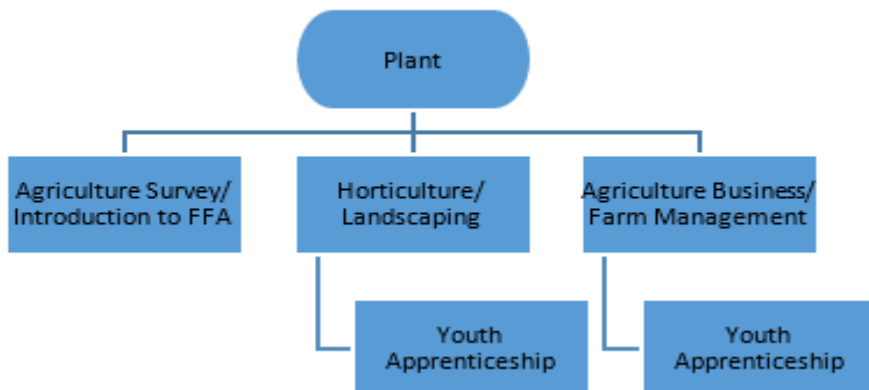 Plant
Agriculture Survey/
Introduction to FFA
Horticulture/
Landscaping
Agriculture Business/
Farm Management
Youth
Apprenticeship
Youth
Apprenticeship